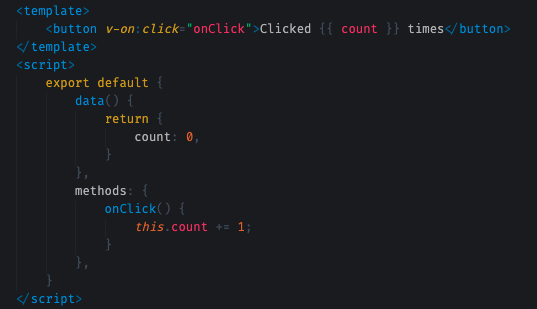 <template>
    <button v-on:click="onClick">Clicked {{ count }} times</button>
</template>
<script>
    export default {
        data() {
            return {
                count: 0,
            }
        },
        methods: {
            onClick() {
                this.count += 1;
            }
        },
    }
</script>